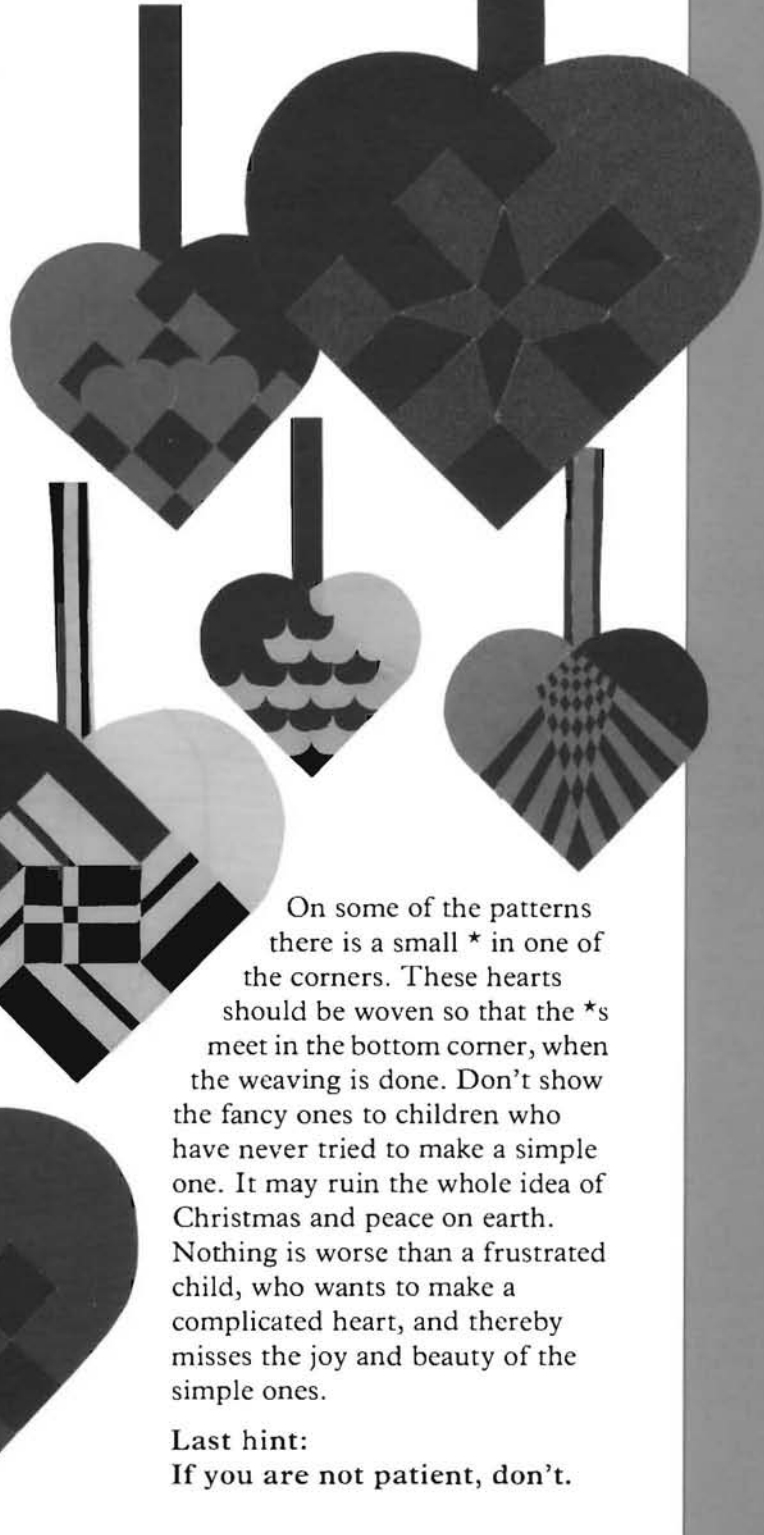 On some of the patterns
there is a small ★ in one of
the corners. These hearts
should be woven so that the ★s
meet in the bottom corner, when
the weaving is done. Don't show
the fancy ones to children who
have never tried to make a simple
one. It may ruin the whole idea of
Christmas and peace on earth.
Nothing is worse than a frustrated
child, who wants to make a
complicated heart, and thereby
misses the joy and beauty of the
simple ones.
Last hint:
If you are not patient, don't.